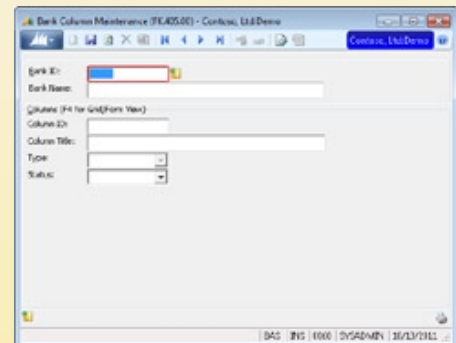 Bank Column Maintenance (FK.405.00) - Contoso, Ltd:Demo
Contoso, Ltd:Demo
Bank ID:
Bank Name:
Columns (F4 for Grid/Form View)
Column ID:
Column Title:
Type:
Status:
BAS INS 4060 SYSADMIN 10/13/2011